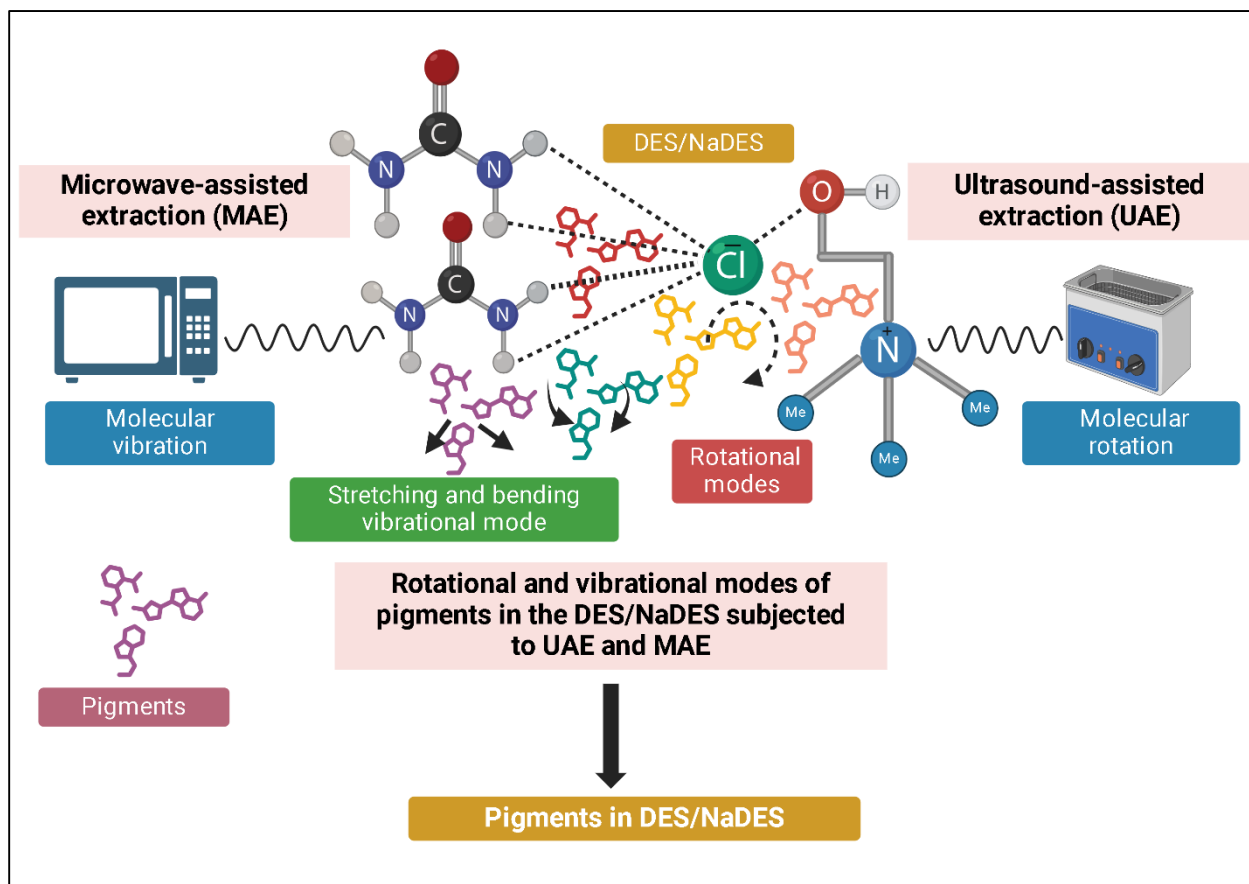 DES/NaDES
C
N
N
Microwave-assisted
extraction (MAE)
O
H
Ultrasound-assisted
extraction (UAE)
Cl
−
C
N
N
+
N
Me
Me
Me
Molecular
vibration
Molecular
rotation
Rotational
modes
Stretching and bending
vibrational mode
Rotational and vibrational modes of
pigments in the DES/NaDES subjected
to UAE and MAE
Pigments
Pigments in DES/NaDES